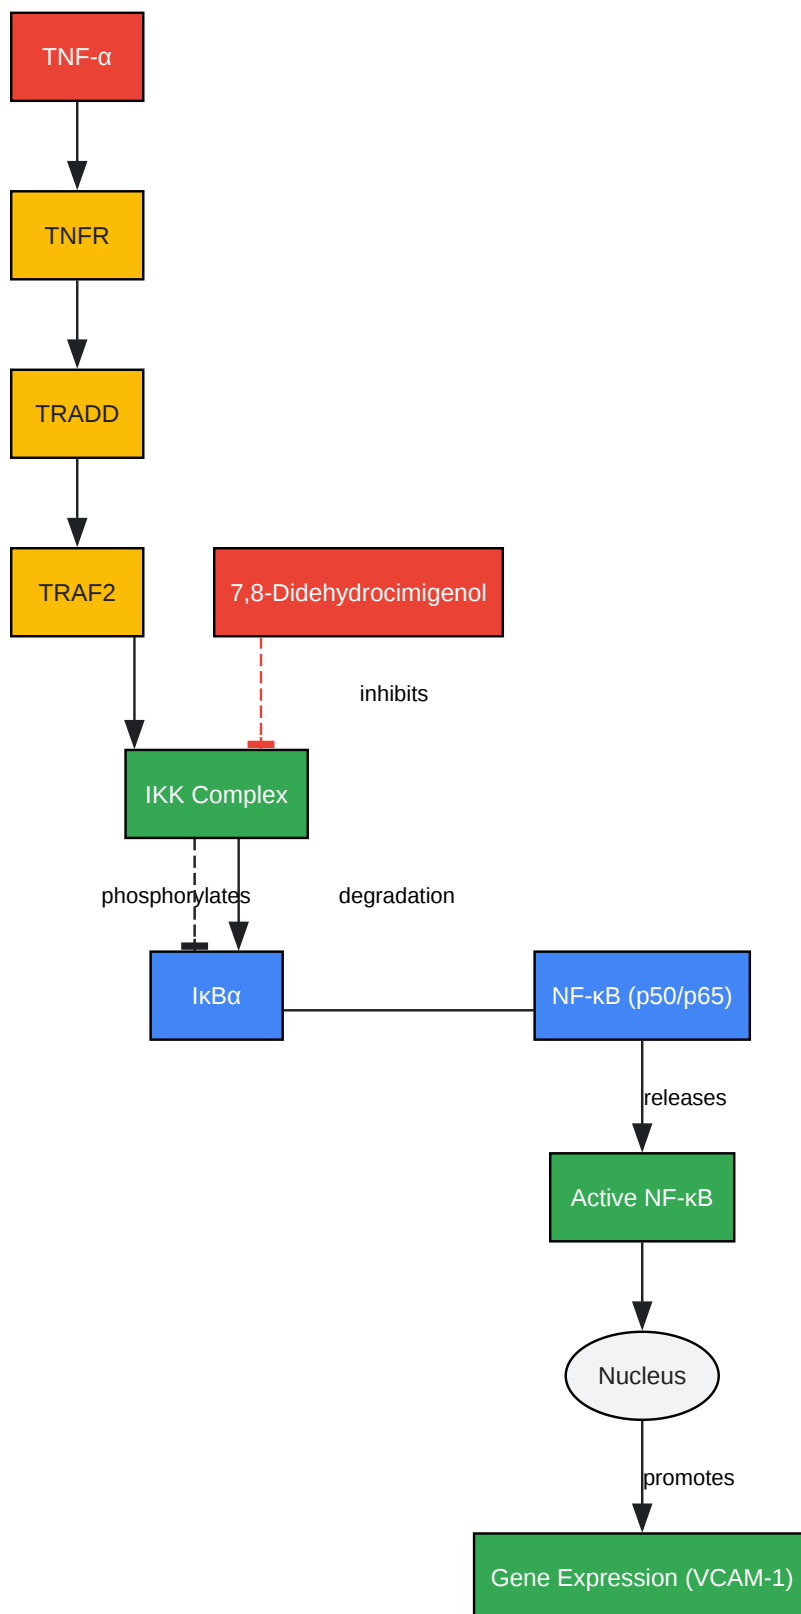 TNF-α
TNFR
TRADD
TRAF2
7,8-Didehydrocimigenol
inhibits
IKK Complex
phosphorylates
degradation
IκBα
NF-κB (p50/p65)
releases
Active NF-κB
Nucleus
promotes
Gene Expression (VCAM-1)